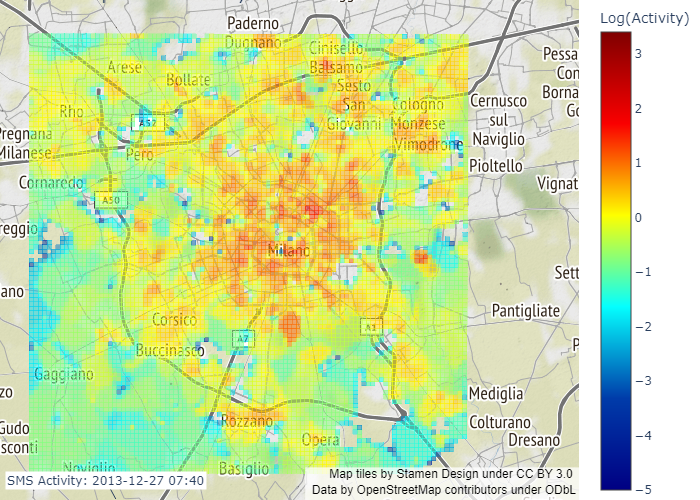 Paderno
Dugnano
Cinisello
Balsamo
Log(Activity)
Arese
Bollate
Sesto
San
Giovanni
Cologno
Monzese
Pessa
Con
Borna
Go
Rho
A52
Cernusco
sul
Naviglio
Pregnana
Milanese
Pero
Vimodrone
Pioltello
Cornaredo
A50
Vignat
reggio
Milano
Sett
ano
Pantigliate
Corsico
A7
A1
Buccinasco
P
Gaggiano
zo
Mediglia
Rozzano
Colturano
Gudo
sconti
Opera
Dresano
Noviglio
Basiglio
SMS Activity: 2013-12-27 07:40
Map tiles by Stamen Design under CC BY 3.0
Data by OpenStreetMap contributors under ODbL
3
2
1
0
−1
−2
−3
−4
−5